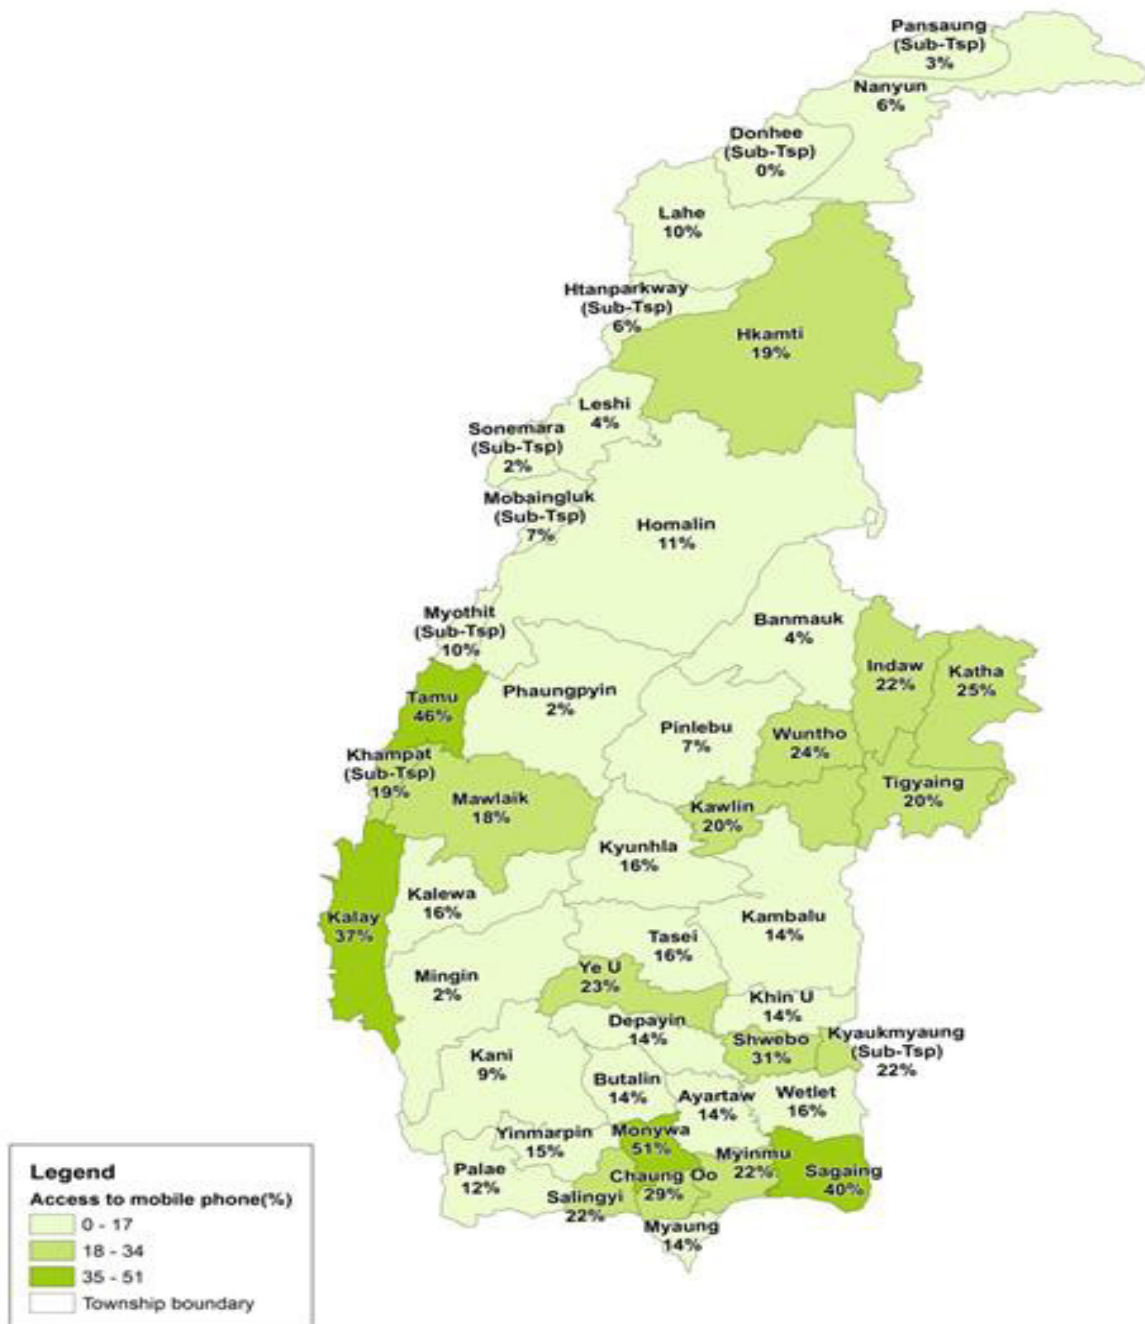 Pansaung
(Sub-Tsp)
3%
Nanyun
6%
Donhee
(Sub-Tsp)
0%
Lahe
10%
Htanparkway
(Sub-Tsp)
6%
Hkamti
19%
Leshi
4%
Sonemara
(Sub-Tsp)
2%
Mobaingluk
(Sub-Tsp)
7%
Homalin
11%
Myothit
(Sub-Tsp)
10%
Banmauk
4%
Indaw
22%
Katha
25%
Tamu
46%
Phaungpyin
2%
Pinlebu
7%
Wuntho
24%
Khampat
(Sub-Tsp)
19%
Mawlaik
18%
Kawlin
20%
Tigyaing
20%
Kyunhla
16%
Kalewa
16%
Kalay
37%
Kambalu
14%
Tasei
16%
Mingin
2%
Ye U
23%
Khin U
14%
Depayin
14%
Shwebo
31%
Kyaukmyaung
(Sub-Tsp)
22%
Kani
9%
Butalin
14%
Ayartaw
14%
Wetlet
16%
Yinmarpin
15%
Monywa
51%
Palae
12%
Chaung Oo
29%
Myinmu
22%
Sagaing
40%
Salingyi
22%
Myaung
14%
Legend
Access to mobile phone(%)
0 - 17
18 - 34
35 - 51
Township boundary